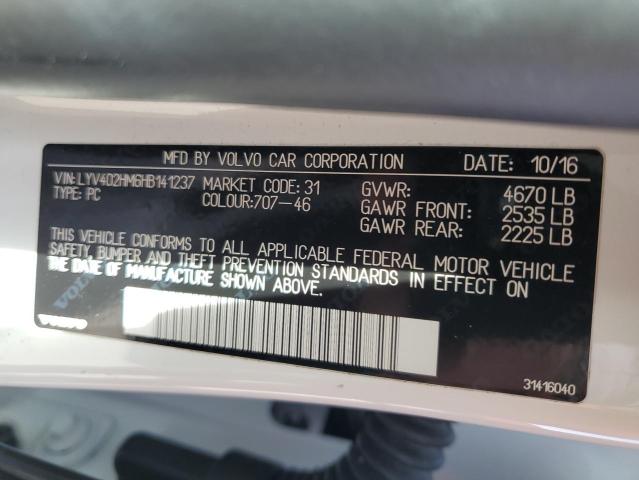 MFD BY VOLVO CAR CORPORATION DATE: 10/16
VIN:LYV402HM6HB141237 MARKET CODE: 31 GVWR: 4670 LB
TYPE: PC COLOUR:707-46 GAWR FRONT: 2535 LB
GAWR REAR: 2225 LB
THIS VEHICLE CONFORMS TO ALL APPLICABLE FEDERAL MOTOR VEHICLE
SAFETY, BUMPER AND THEFT PREVENTION STANDARDS IN EFFECT ON
THE DATE OF MANUFACTURE SHOWN ABOVE.
VOLVO
31416040